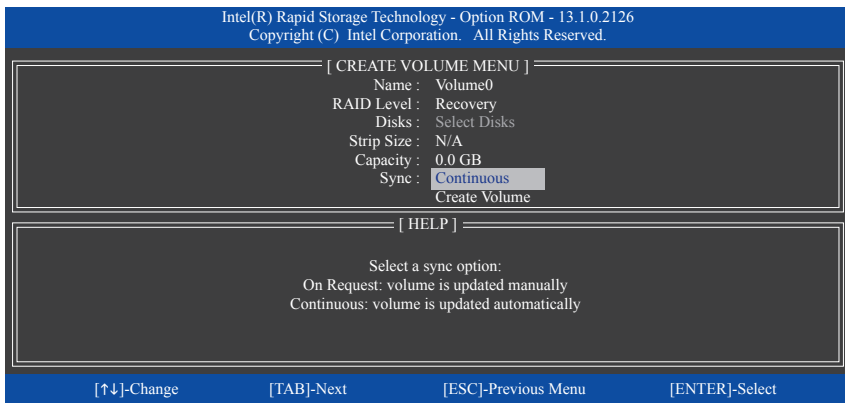 Intel(R) Rapid Storage Technology - Option ROM - 13.1.0.2126
Copyright (C) Intel Corporation. All Rights Reserved.
[ CREATE VOLUME MENU ]
Name : Volume0
RAID Level : Recovery
Disks : Select Disks
Strip Size : N/A
Capacity : 0.0 GB
Sync : Continuous
Create Volume
[ HELP ]
Select a sync option:
On Request: volume is updated manually
Continuous: volume is updated automatically
[↑↓]-Change [TAB]-Next [ESC]-Previous Menu [ENTER]-Select